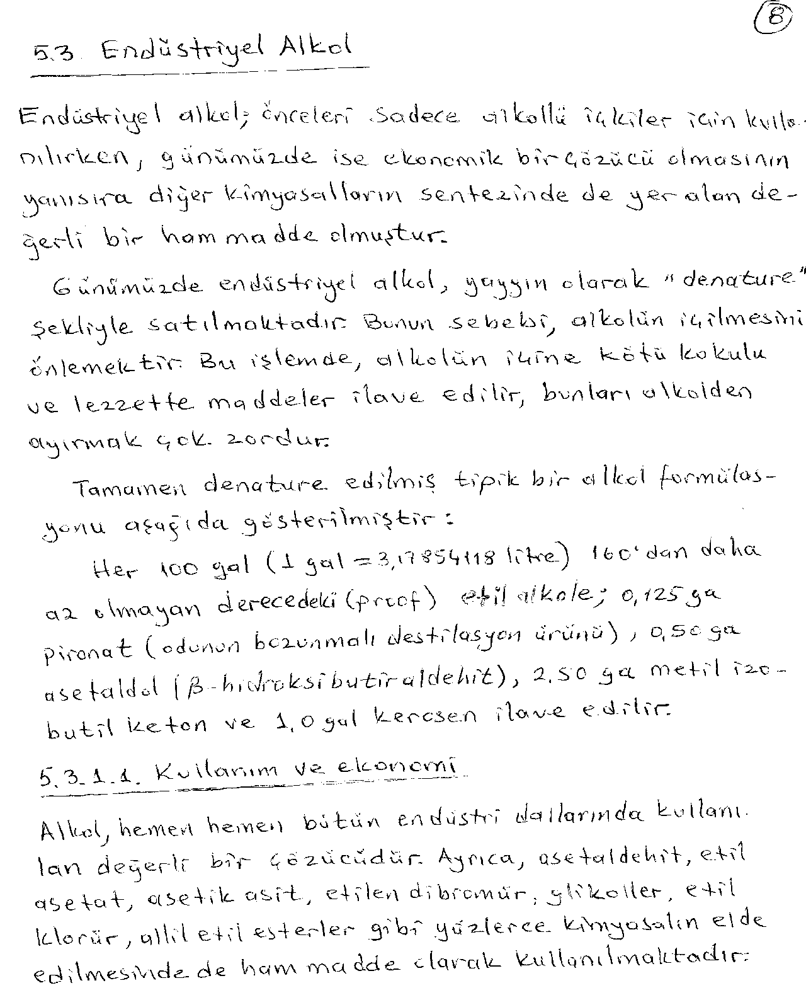 8
5.3. Endüstriyel Alkol
Endüstriyel alkol; önceleri sadece alkollü içkiler için kulla-
nılırken, günümüzde ise ekonomik bir çözücü olmasının
yanısıra diğer kimyasalların sentezinde de yer alan de-
ğerli bir ham madde olmuştur.
Günümüzde endüstriyel alkol, yaygın olarak "denature"
şekliyle satılmaktadır. Bunun sebebi, alkolün içilmesini
önlemektir. Bu işlemde, alkolün içine kötü kokulu
ve lezzette maddeler ilave edilir, bunları alkolden
ayırmak çok zordur.
Tamamen denature edilmiş tipik bir alkol formülas-
yonu aşağıda gösterilmiştir:
Her 100 gal (1 gal = 3,17854118 litre) 160'dan daha
az olmayan derecedeki (proof) etil alkole; 0,125 ga
pironat (odunun bozunmalı destilasyon ürünü), 0,50 ga
asetaldol (β-hidroksibutiraldehit), 2.50 ga metil izo-
butil keton ve 1,0 gal kerosen ilave edilir.
5.3.1.1. Kullanım ve ekonomi
Alkol, hemen hemen bütün endüstri dallarında kullanı-
lan değerli bir çözücüdür. Ayrıca, asetaldehit, etil
asetat, asetik asit, etilen dibromür, glikoller, etil
klorür, allil etil esterler gibi yüzlerce kimyasalın elde
edilmesinde de ham madde olarak kullanılmaktadır.